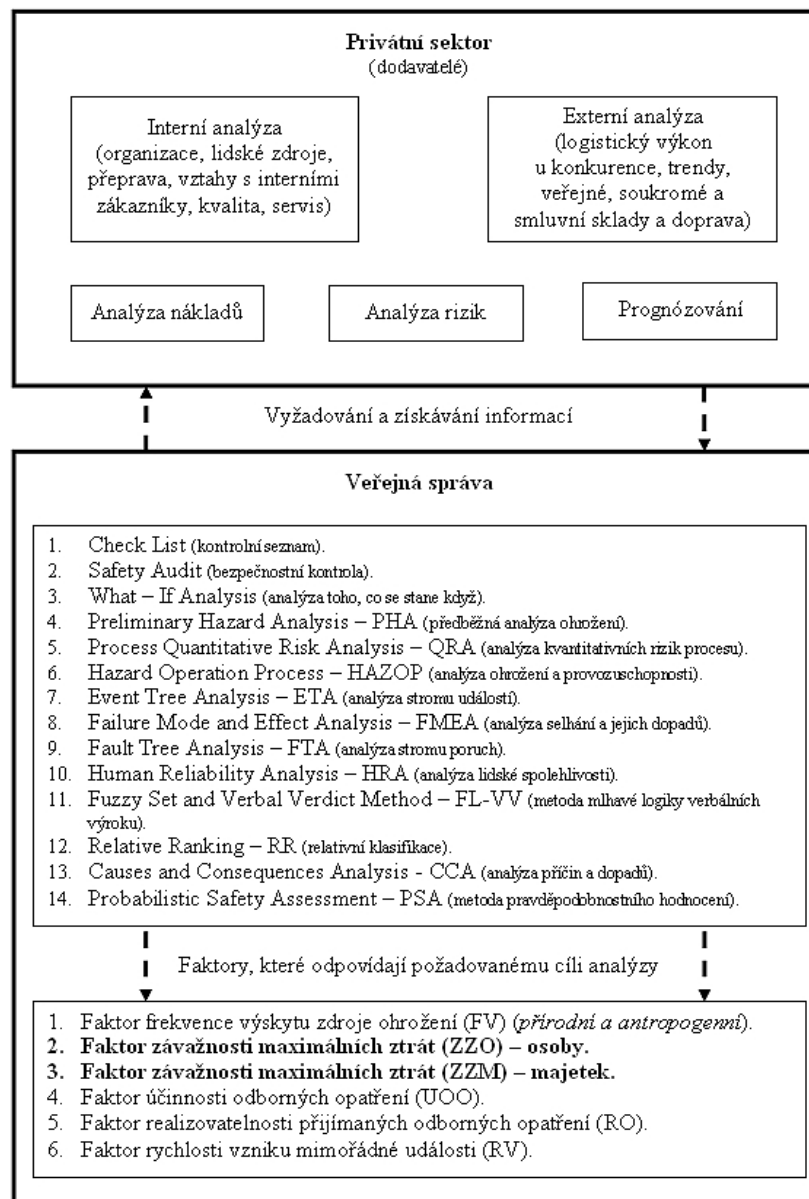 Privátní sektor
(dodavatelé)
Interní analýza
(organizace, lidské zdroje,
přeprava, vztahy s interními
zákazníky, kvalita, servis)
Externí analýza
(logistický výkon
u konkurence, trendy,
veřejné, soukromé a
smluvní sklady a doprava)
Analýza nákladů
Analýza rizik
Prognózování
Vyžadování a získávání informací
Veřejná správa
1. Check List (kontrolní seznam).
2. Safety Audit (bezpečnostní kontrola).
3. What – If Analysis (analýza toho, co se stane když).
4. Preliminary Hazard Analysis – PHA (předběžná analýza ohrožení).
5. Process Quantitative Risk Analysis – QRA (analýza kvantitativních rizik procesu).
6. Hazard Operation Process – HAZOP (analýza ohrožení a provozuschopnosti).
7. Event Tree Analysis – ETA (analýza stromu událostí).
8. Failure Mode and Effect Analysis – FMEA (analýza selhání a jejich dopadů).
9. Fault Tree Analysis – FTA (analýza stromu poruch).
10. Human Reliability Analysis – HRA (analýza lidské spolehlivosti).
11. Fuzzy Set and Verbal Verdict Method – FL-VV (metoda mlhavé logiky verbálních
výroku).
12. Relative Ranking – RR (relativní klasifikace).
13. Causes and Consequences Analysis - CCA (analýza příčin a dopadů).
14. Probabilistic Safety Assessment – PSA (metoda pravděpodobnostního hodnocení).
Faktory, které odpovídají požadovanému cíli analýzy
1. Faktor frekvence výskytu zdroje ohrožení (FV) (přírodní a antropogenní).
2. Faktor závažnosti maximálních ztrát (ZZO) – osoby.
3. Faktor závažnosti maximálních ztrát (ZZM) – majetek.
4. Faktor účinnosti odborných opatření (UOO).
5. Faktor realizovatelnosti přijímaných odborných opatření (RO).
6. Faktor rychlosti vzniku mimořádné události (RV).